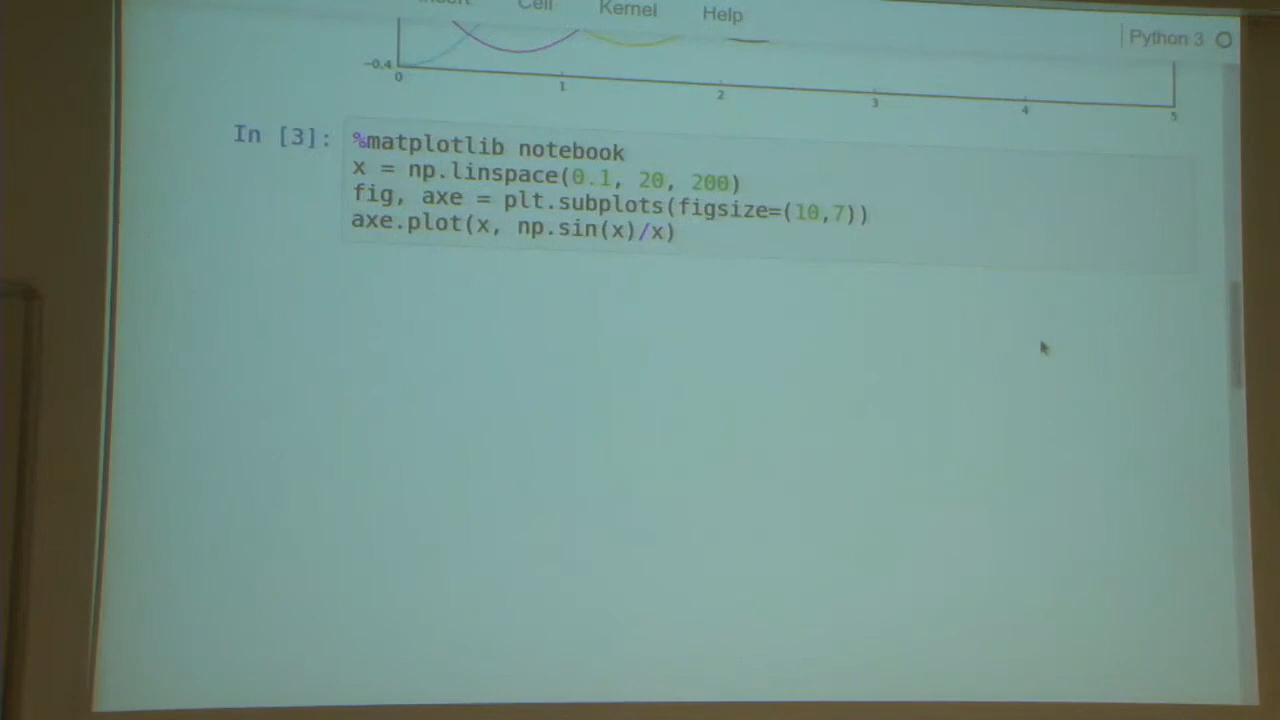 Insert Cell Kernel Help
Python 3
-0.4
0 1 2 3 4 5
In [3]:
%matplotlib notebook
x = np.linspace(0.1, 20, 200)
fig, axe = plt.subplots(figsize=(10,7))
axe.plot(x, np.sin(x)/x)